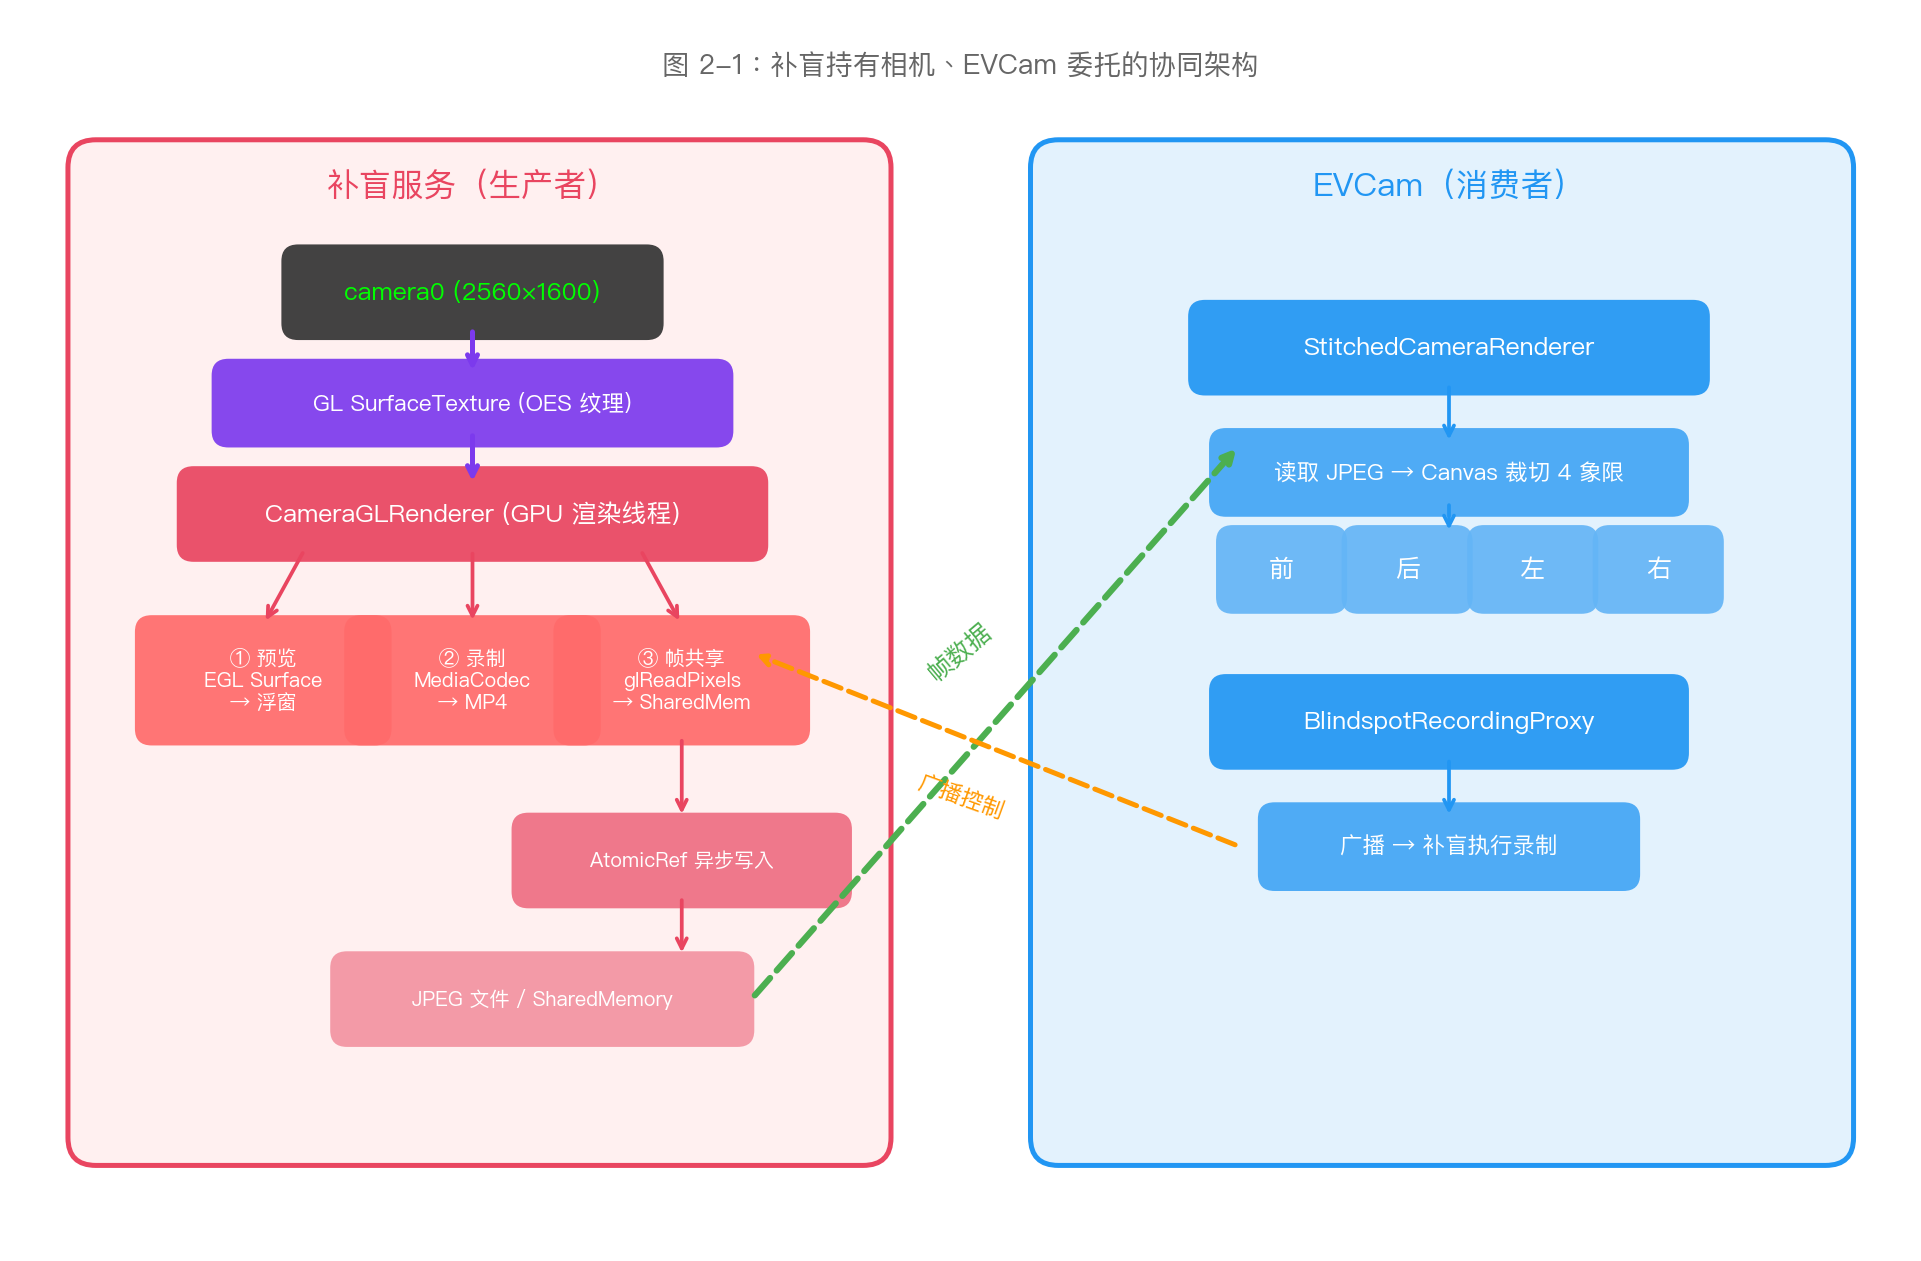 图 2-1：补盲持有相机、EVCam 委托的协同架构
补盲服务（生产者）
camera0 (2560×1600)
GL SurfaceTexture (OES 纹理)
CameraGLRenderer (GPU 渲染线程)
① 预览
EGL Surface
→ 浮窗
② 录制
MediaCodec
→ MP4
③ 帧共享
glReadPixels
→ SharedMem
AtomicRef 异步写入
JPEG 文件 / SharedMemory
帧数据
广播控制
EVCam（消费者）
StitchedCameraRenderer
读取 JPEG → Canvas 裁切 4 象限
前
后
左
右
BlindspotRecordingProxy
广播 → 补盲执行录制